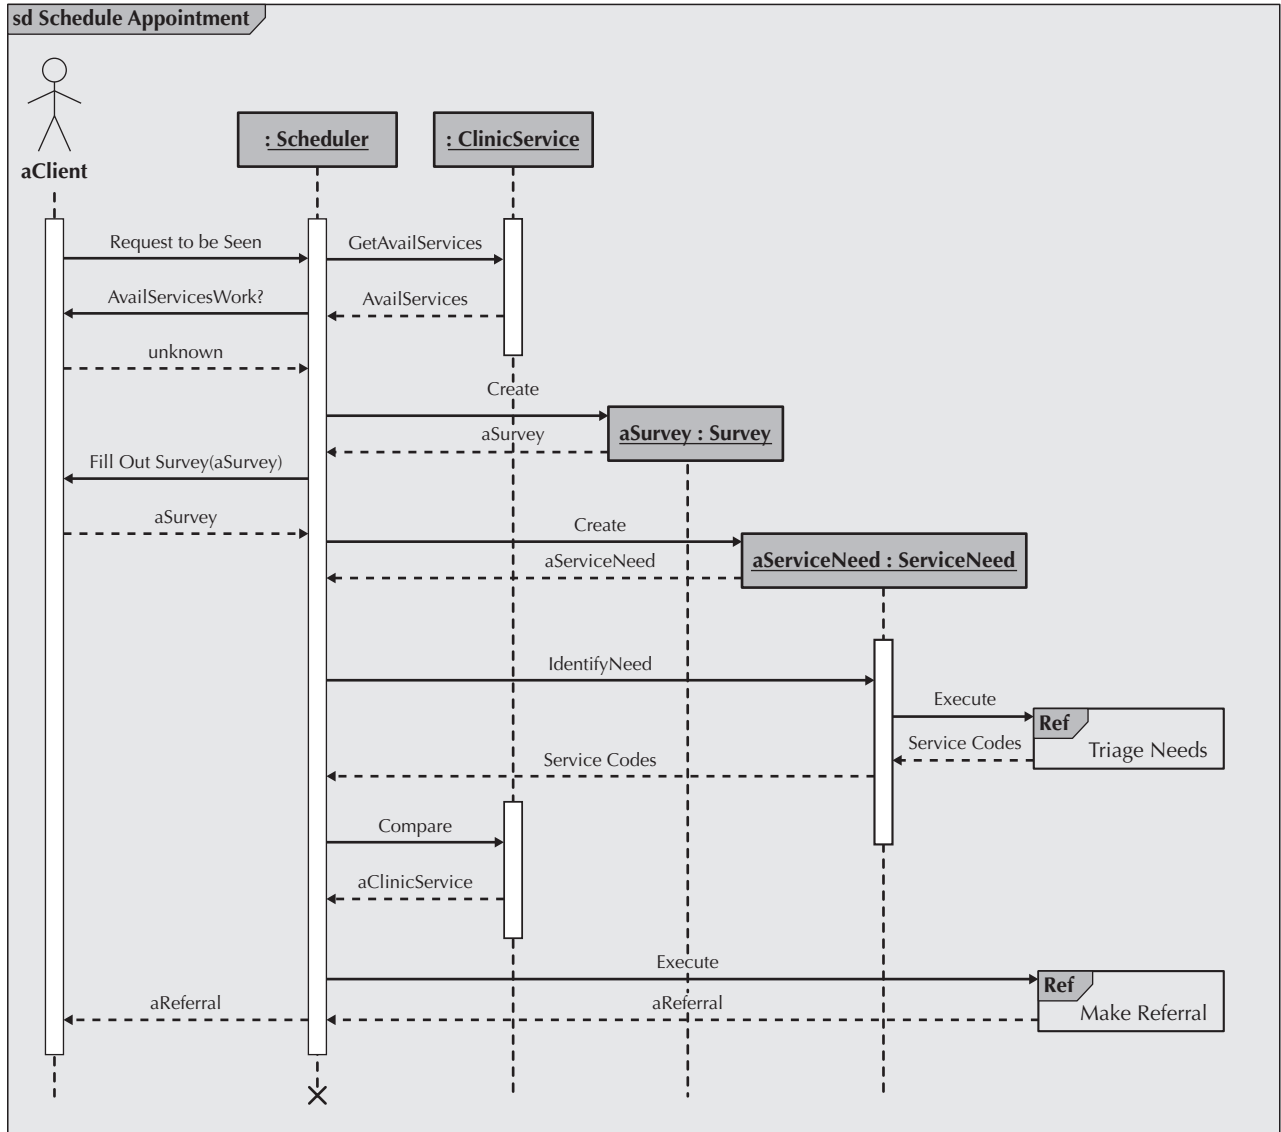 sd Schedule Appointment
aClient
: Scheduler
: ClinicService
Request to be Seen
GetAvailServices
AvailServicesWork?
AvailServices
unknown
Create
aSurvey : Survey
aSurvey
Fill Out Survey(aSurvey)
aSurvey
Create
aServiceNeed : ServiceNeed
aServiceNeed
IdentifyNeed
Execute
Ref
Triage Needs
Service Codes
Service Codes
Compare
aClinicService
Execute
Ref
Make Referral
aReferral
aReferral